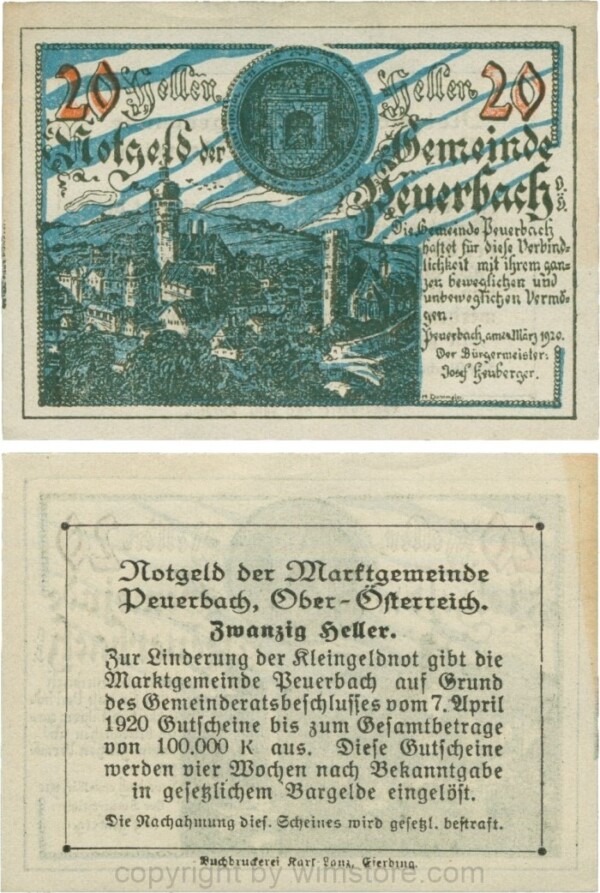 20 Heller Heller 20
Notgeld der Gemeinde
Peuerbach O.Ö.
Die Gemeinde Peuerbach
haftet für diese Verbind-
lichkeit mit ihrem gan-
zen beweglichen und
unbeweglichen Vermö-
gen.
Peuerbach, am März 1920.
Der Bürgermeister:
Josef Heuberger.
Notgeld der Marktgemeinde
Peuerbach, Ober-Österreich.
Zwanzig Heller.
Zur Linderung der Kleingeldnot gibt die
Marktgemeinde Peuerbach auf Grund
des Gemeinderatsbeschlusses vom 7. April
1920 Gutscheine bis zum Gesamtbetrage
von 100.000 K aus. Diese Gutscheine
werden vier Wochen nach Bekanntgabe
in gesetzlichem Bargelde eingelöst.
Die Nachahmung dies. Scheines wird gesetzl. bestraft.
Buchdruckerei Karl Lanz, Eferding.
copyright by wimstore.com